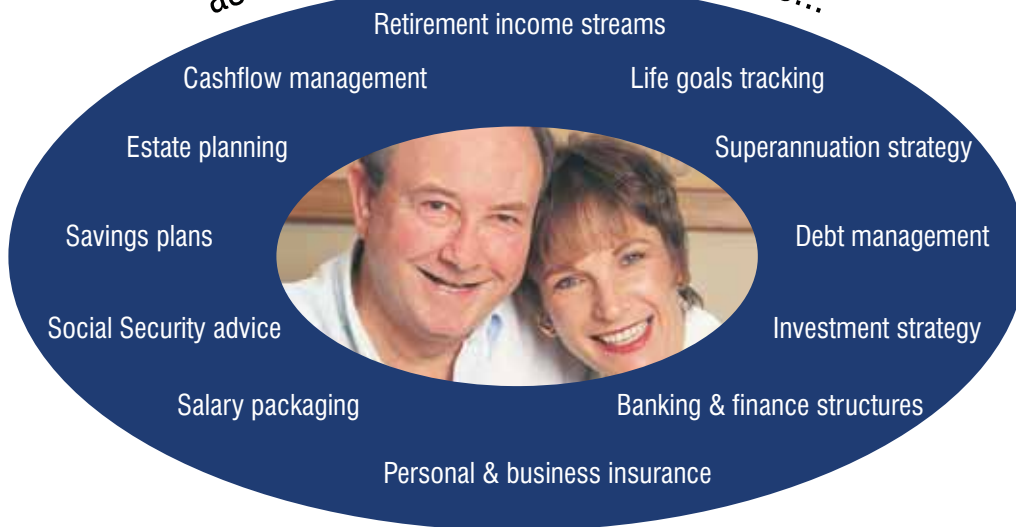 Retirement income streams
Cashflow management
Life goals tracking
Estate planning
Superannuation strategy
Savings plans
Debt management
Social Security advice
Investment strategy
Salary packaging
Banking & finance structures
Personal & business insurance